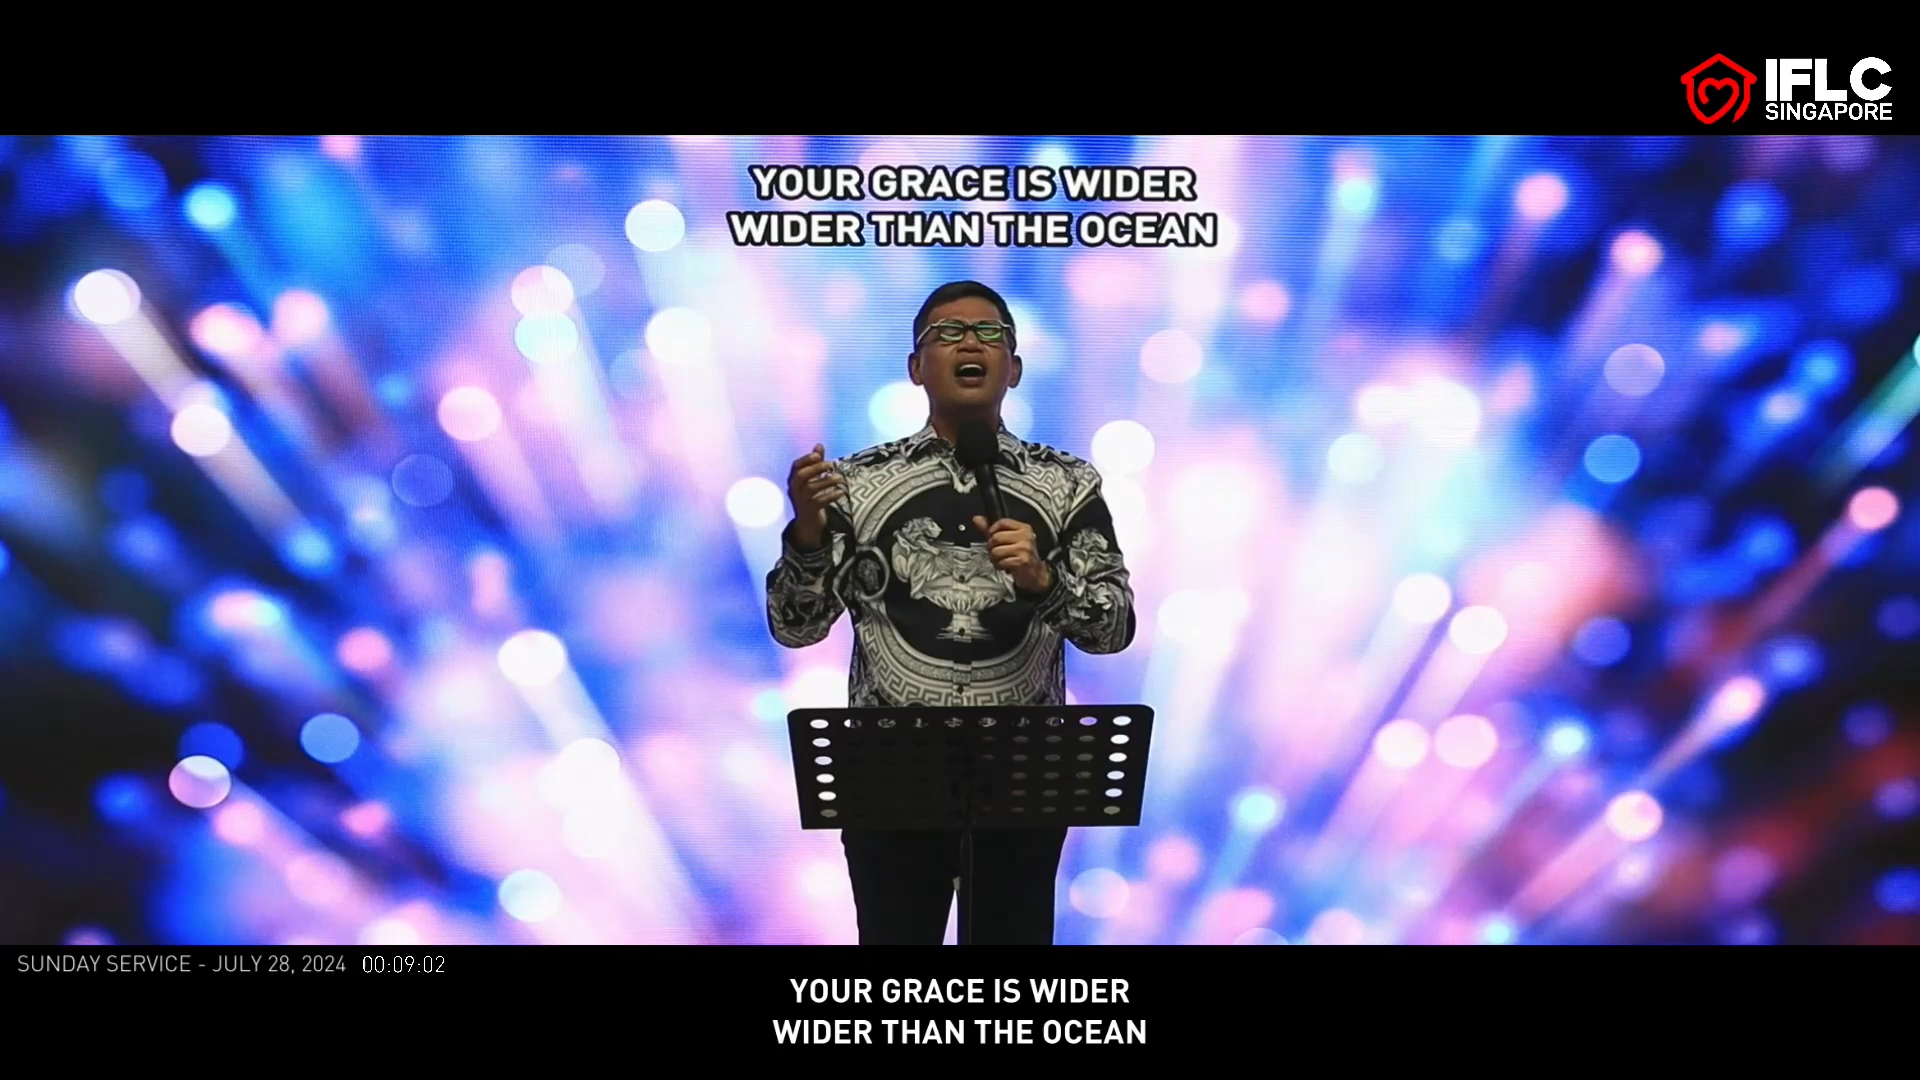 IFLC
SINGAPORE
YOUR GRACE IS WIDER
WIDER THAN THE OCEAN
SUNDAY SERVICE - JULY 28, 2024 00:09:02
YOUR GRACE IS WIDER
WIDER THAN THE OCEAN